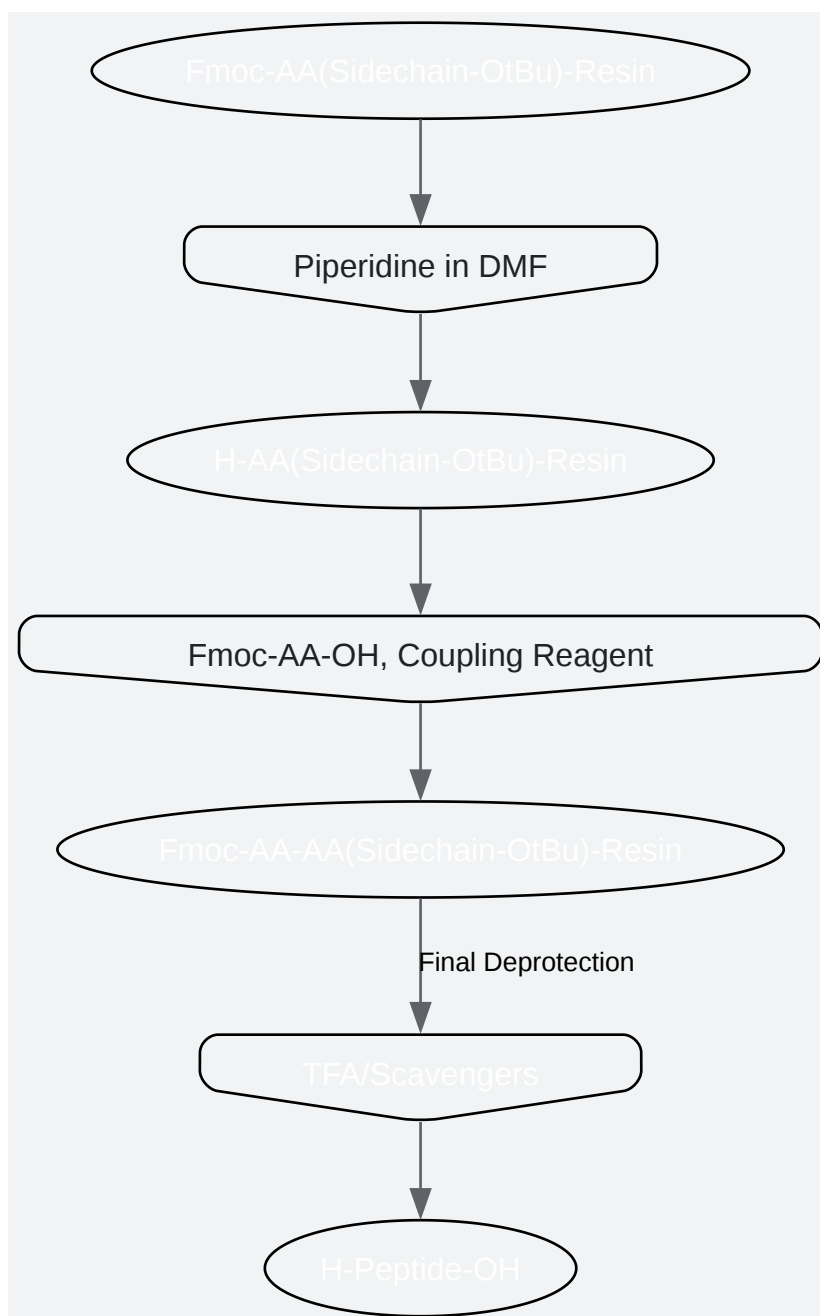 Fmoc-AA(Sidechain-OtBu)-Resin
Piperidine in DMF
H-AA(Sidechain-OtBu)-Resin
Fmoc-AA-OH, Coupling Reagent
Fmoc-AA-AA(Sidechain-OtBu)-Resin
Final Deprotection
TFA/Scavengers
H-Peptide-OH